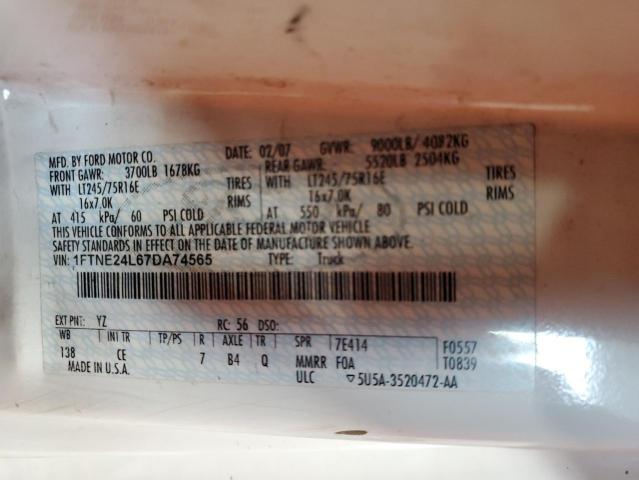 MFD. BY FORD MOTOR CO. DATE: 02/07 GVWR: 9000LB/ 4082KG
FRONT GAWR: 3700LB 1678KG REAR GAWR: 5520LB 2504KG
WITH LT245/75R16E TIRES WITH LT245/75R16E TIRES
16x7.0K RIMS 16x7.0K RIMS
AT 415 kPa/ 60 PSI COLD AT 550 kPa/ 80 PSI COLD
THIS VEHICLE CONFORMS TO ALL APPLICABLE FEDERAL MOTOR VEHICLE
SAFETY STANDARDS IN EFFECT ON THE DATE OF MANUFACTURE SHOWN ABOVE.
VIN: 1FTNE24L67DA74565 TYPE: Truck
EXT PNT: YZ RC: 56 DSO:
WB INT TR TP/PS R AXLE TR SPR 7E414 F0557
138 CE 7 B4 Q MMRR FOA T0839
MADE IN U.S.A. ULC ▽5U5A-3520472-AA